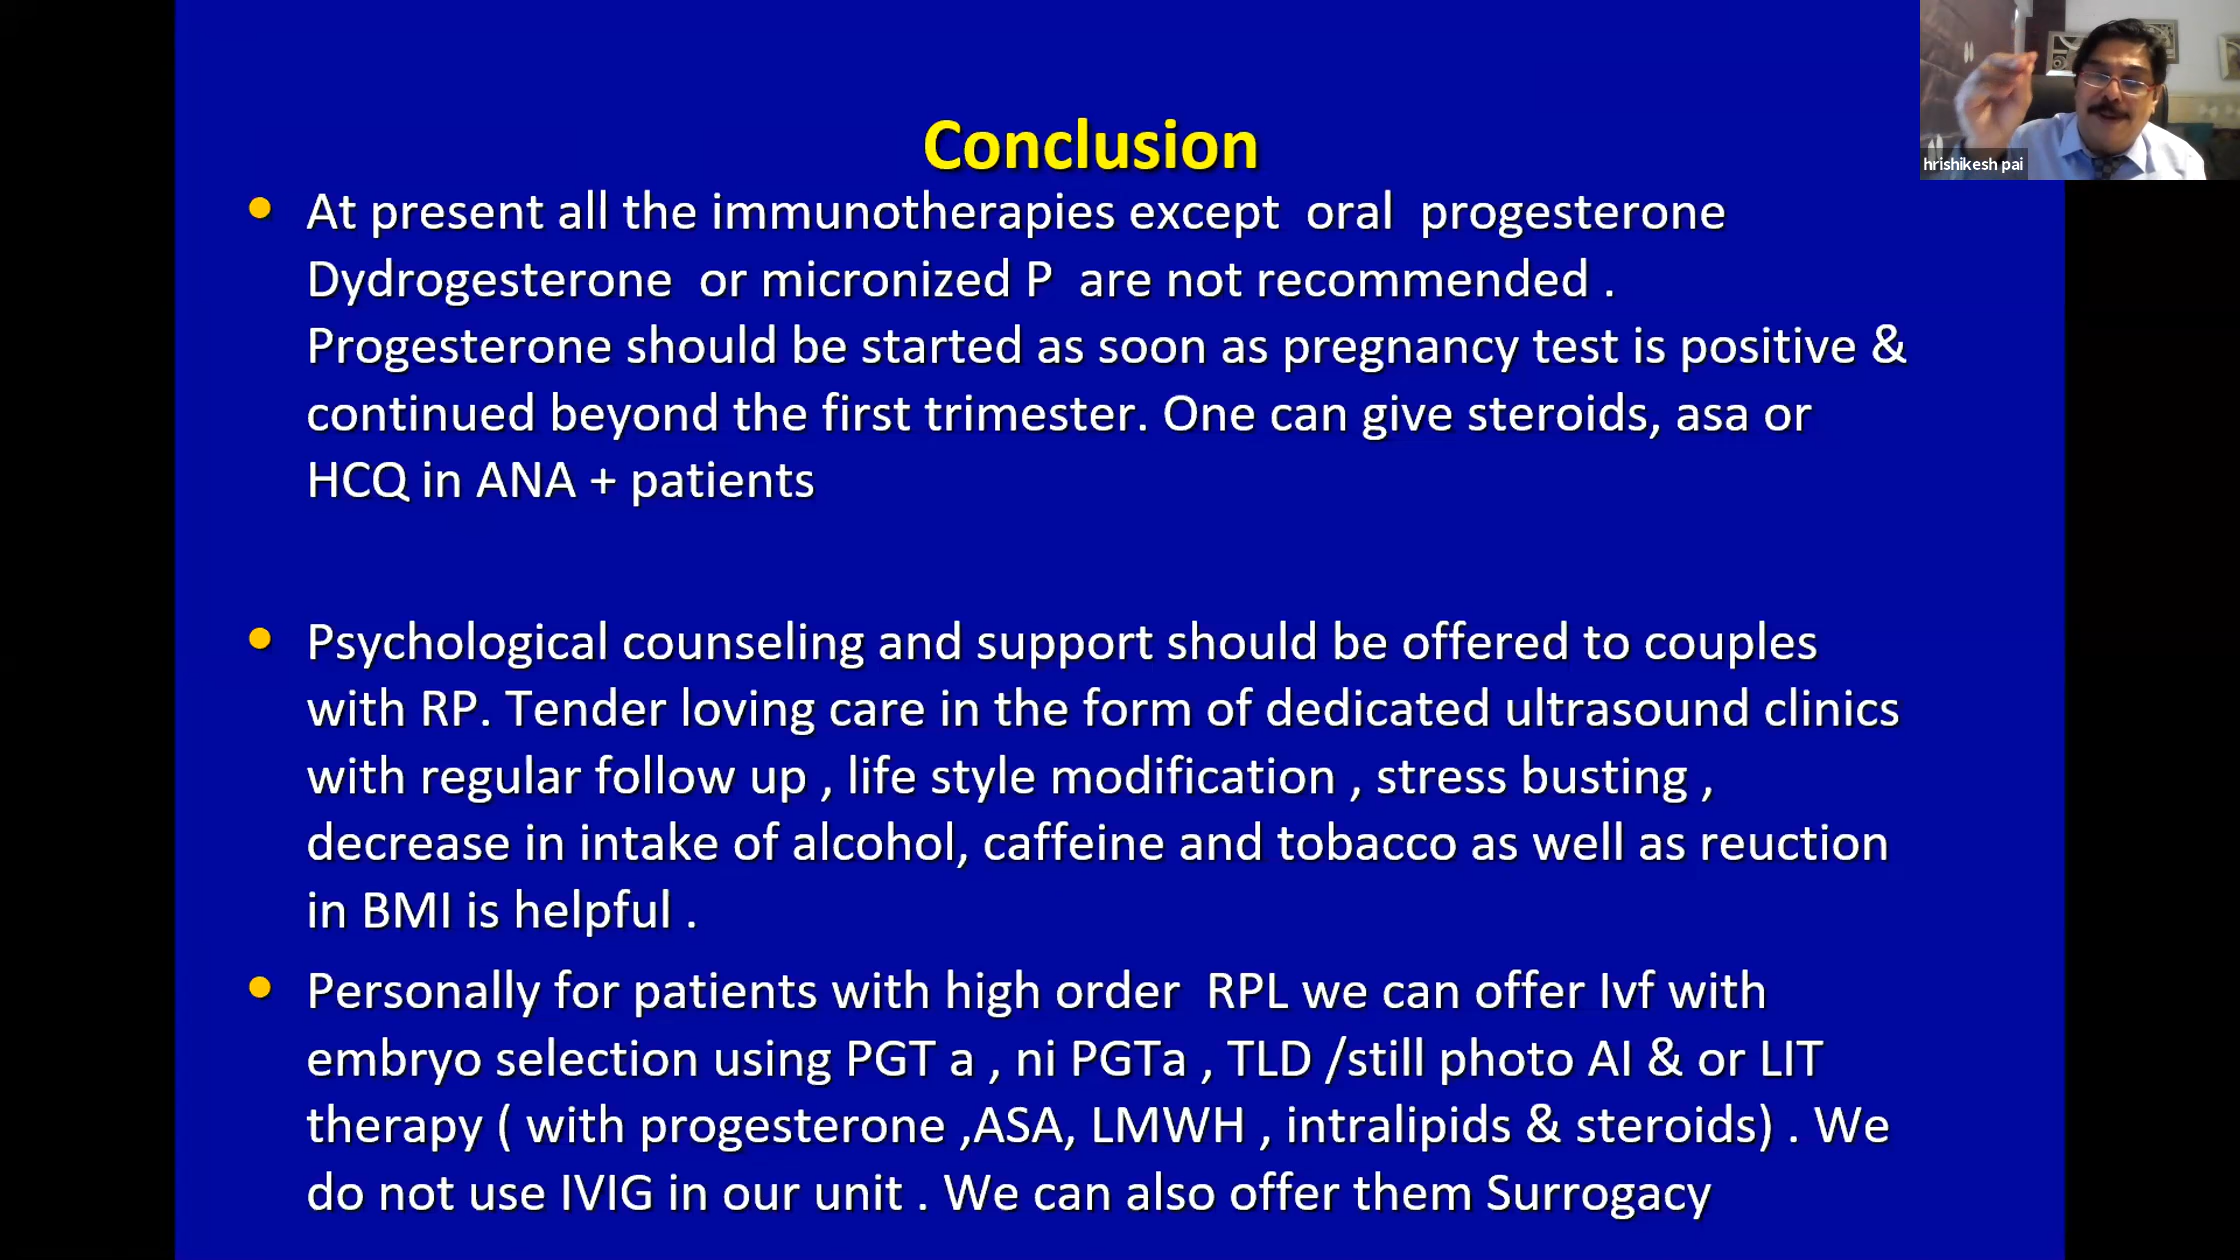 Conclusion
hrishikesh pai
• At present all the immunotherapies except oral progesterone
Dydrogesterone or micronized P are not recommended .
Progesterone should be started as soon as pregnancy test is positive &
continued beyond the first trimester. One can give steroids, asa or
HCQ in ANA + patients
• Psychological counseling and support should be offered to couples
with RP. Tender loving care in the form of dedicated ultrasound clinics
with regular follow up , life style modification , stress busting ,
decrease in intake of alcohol, caffeine and tobacco as well as reuction
in BMI is helpful .
• Personally for patients with high order RPL we can offer Ivf with
embryo selection using PGT a , ni PGTa , TLD /still photo AI & or LIT
therapy ( with progesterone ,ASA, LMWH , intralipids & steroids) . We
do not use IVIG in our unit . We can also offer them Surrogacy